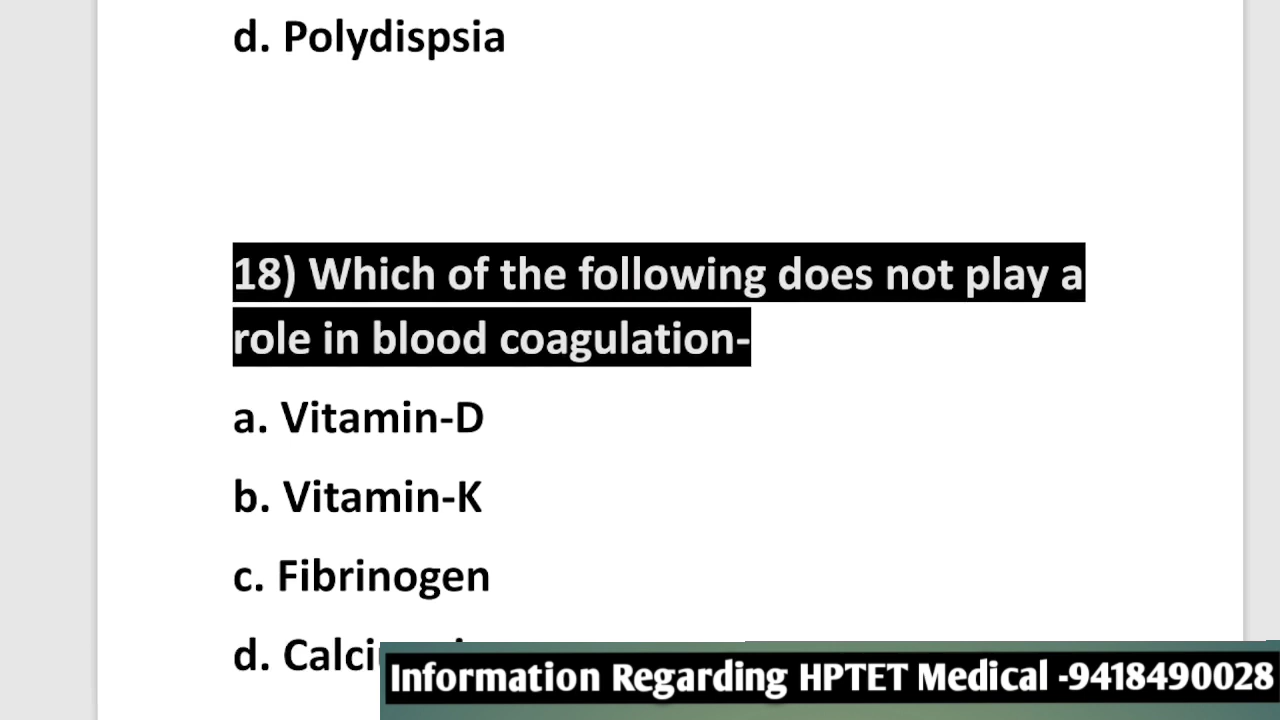 d. Polydispsia
18) Which of the following does not play a
role in blood coagulation-
a. Vitamin-D
b. Vitamin-K
c. Fibrinogen
d.
Information Regarding HPTET Medical -9418490028